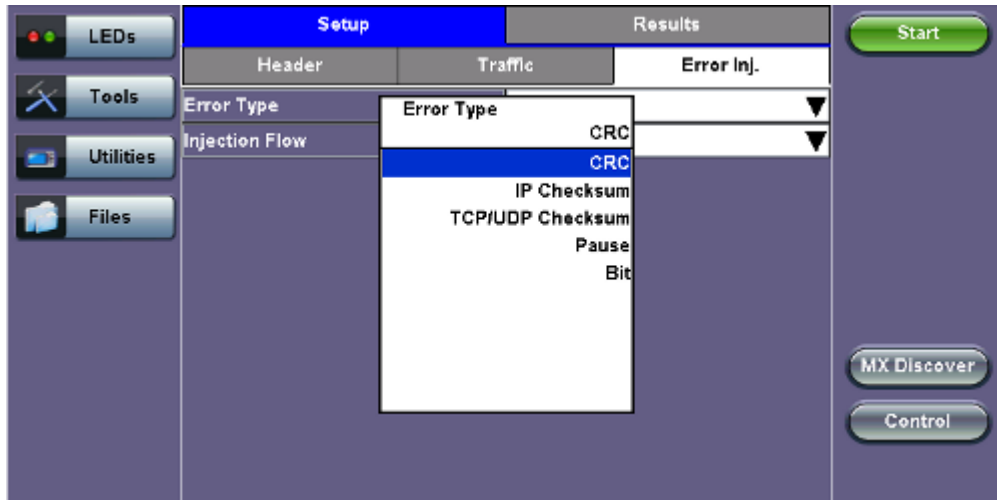 LEDs
Tools
Utilities
Files
Setup
Results
Header
Traffic
Error Inj.
Error Type
Injection Flow
Error Type
CRC
CRC
IP Checksum
TCP/UDP Checksum
Pause
Bit
Start
MX Discover
Control